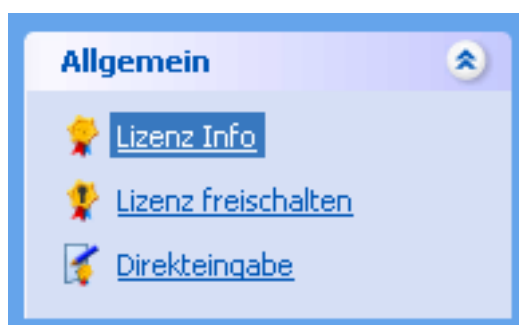 Allgemein
Lizenz Info
Lizenz freischalten
Direkteingabe